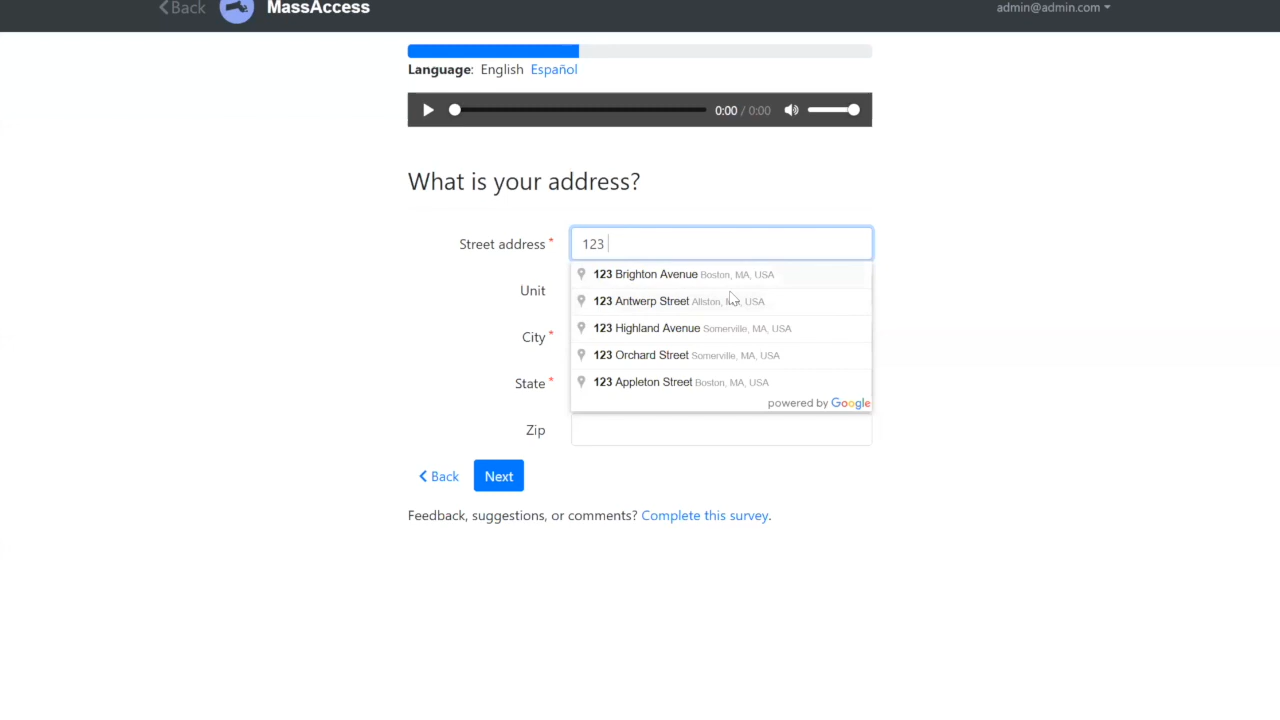 Back MassAccess admin@admin.com
Language: English Español
0:00 / 0:00
What is your address?
Street address * 123
123 Brighton Avenue Boston, MA, USA
Unit
123 Antwerp Street Allston, USA
123 Highland Avenue Somerville, MA, USA
City *
123 Orchard Street Somerville, MA, USA
State *
123 Appleton Street Boston, MA, USA
powered by Google
Zip
Back Next
Feedback, suggestions, or comments? Complete this survey.